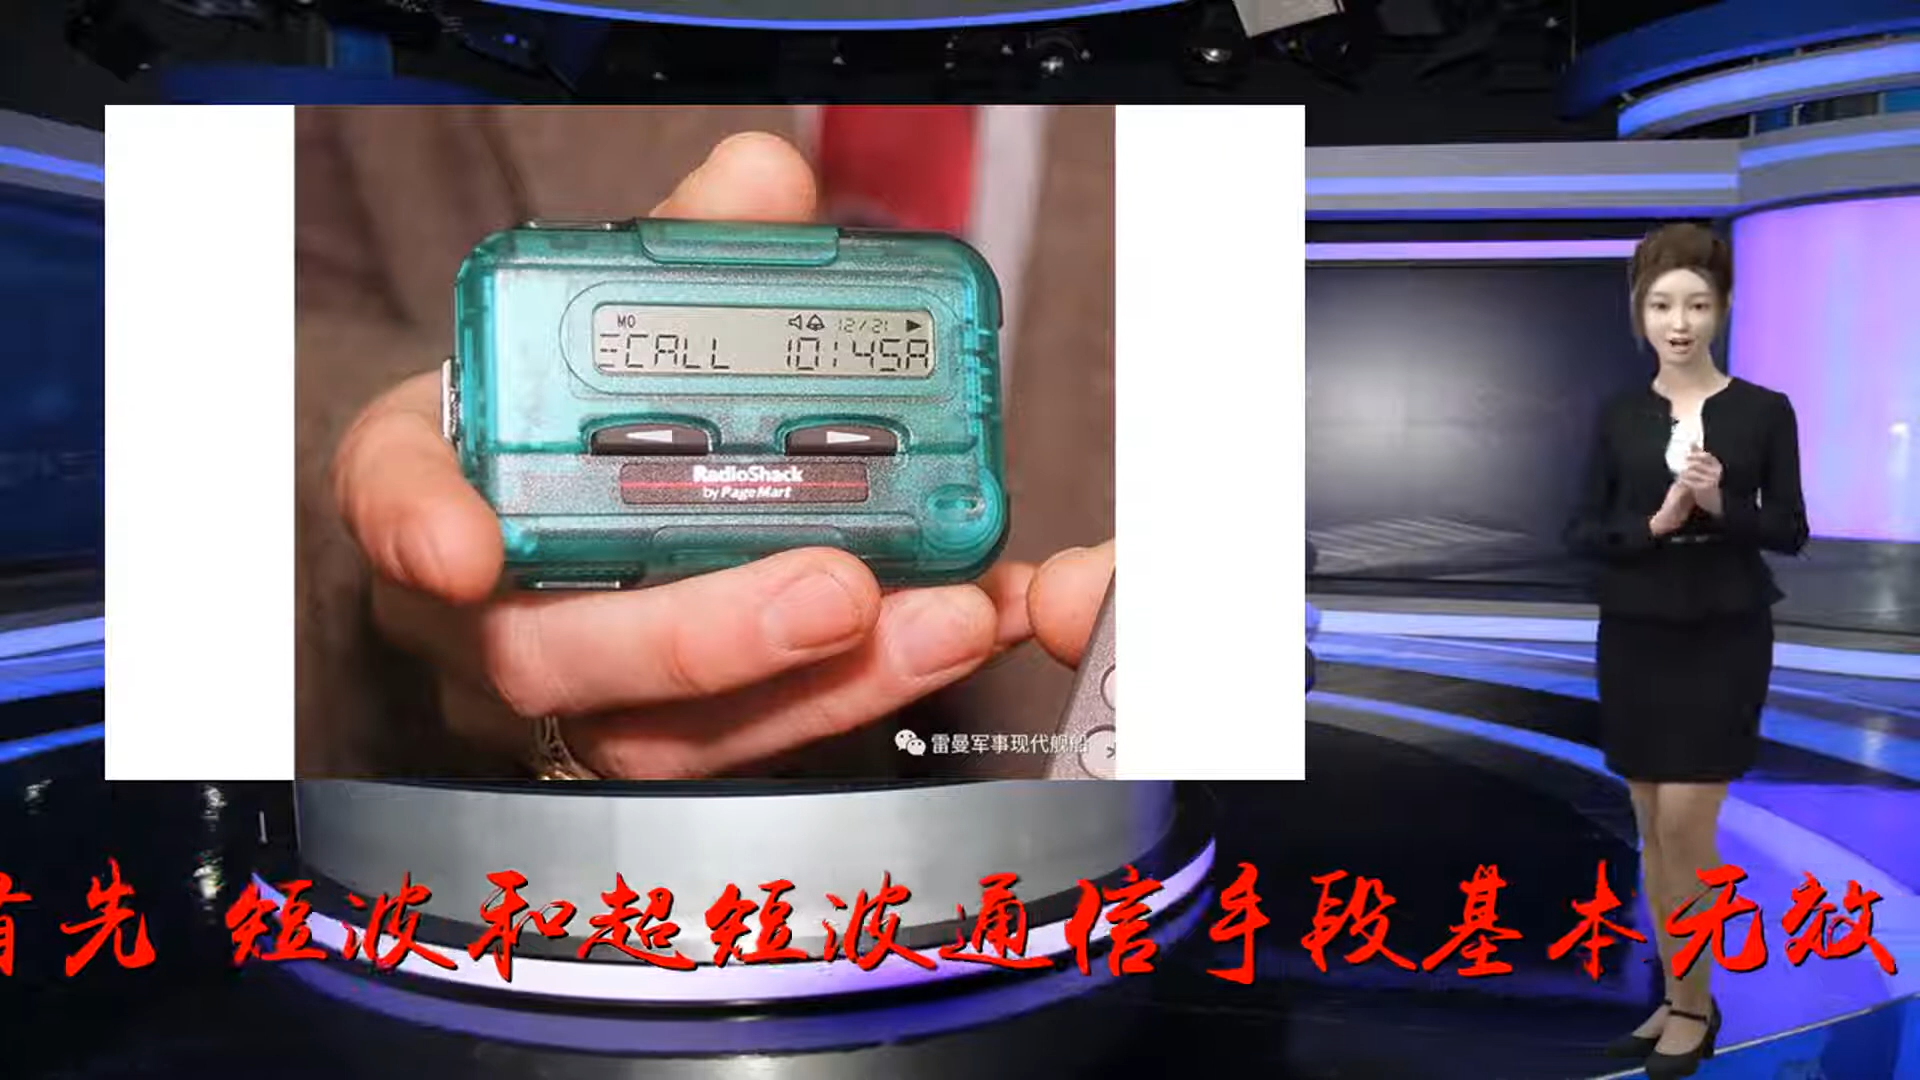 MO 12/21
CALL 10:45A
RadioShack
by PageMart
雷曼军事现代舰船
首先 短波和超短波通信手段基本无效